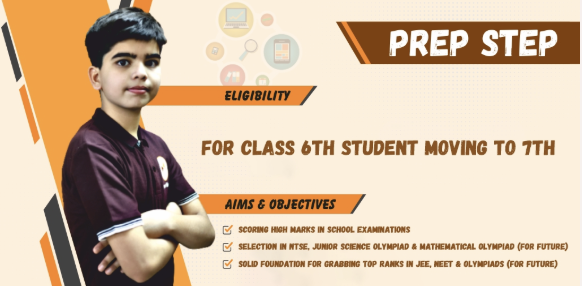 PREP STEP
ELIGIBILITY
FOR CLASS 6TH STUDENT MOVING TO 7TH
AIMS & OBJECTIVES
SCORING HIGH MARKS IN SCHOOL EXAMINATIONS
SELECTION IN NTSE, JUNIOR SCIENCE OLYMPIAD & MATHEMATICAL OLYMPIAD (FOR FUTURE)
SOLID FOUNDATION FOR GRABBING TOP RANKS IN JEE, NEET & OLYMPIADS (FOR FUTURE)